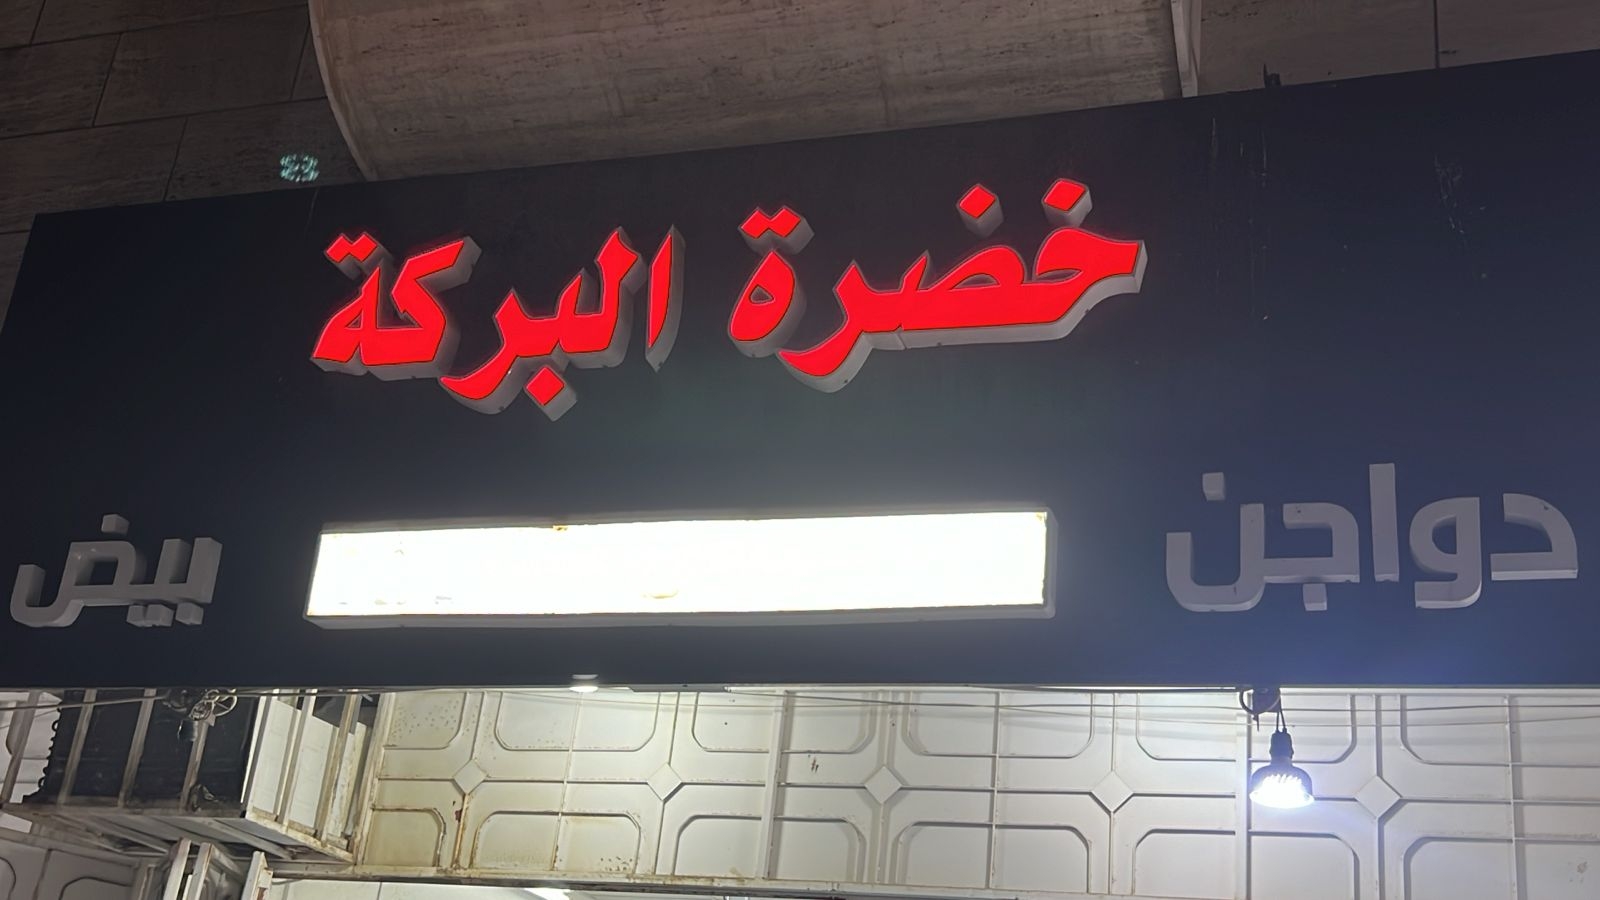 خضرة البركة
دواجن
بيض